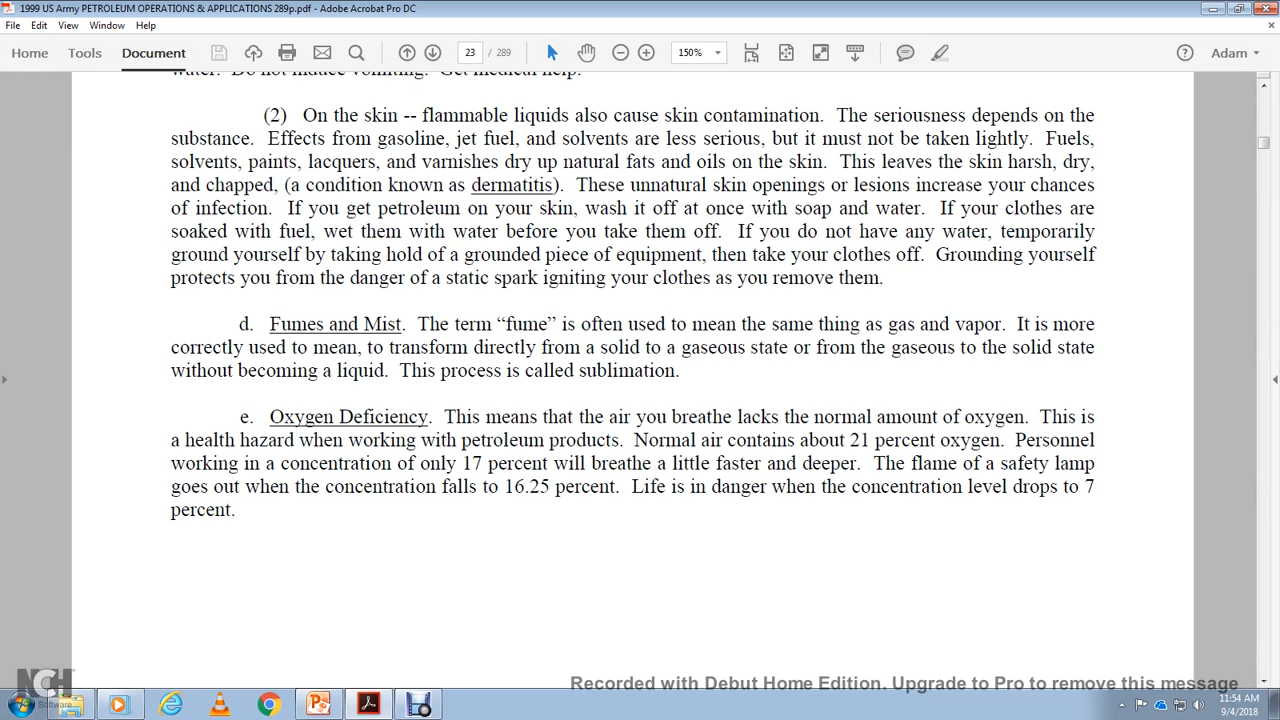 1999 US Army PETROLEUM OPERATIONS & APPLICATIONS 289p.pdf - Adobe Acrobat Pro DC
File Edit View Window Help
Home Tools Document 23 / 289 150% Adam
water. Do not induce vomiting. Get medical help.
(2) On the skin -- flammable liquids also cause skin contamination. The seriousness depends on the
substance. Effects from gasoline, jet fuel, and solvents are less serious, but it must not be taken lightly. Fuels,
solvents, paints, lacquers, and varnishes dry up natural fats and oils on the skin. This leaves the skin harsh, dry,
and chapped, (a condition known as dermatitis). These unnatural skin openings or lesions increase your chances
of infection. If you get petroleum on your skin, wash it off at once with soap and water. If your clothes are
soaked with fuel, wet them with water before you take them off. If you do not have any water, temporarily
ground yourself by taking hold of a grounded piece of equipment, then take your clothes off. Grounding yourself
protects you from the danger of a static spark igniting your clothes as you remove them.
d. Fumes and Mist. The term “fume” is often used to mean the same thing as gas and vapor. It is more
correctly used to mean, to transform directly from a solid to a gaseous state or from the gaseous to the solid state
without becoming a liquid. This process is called sublimation.
e. Oxygen Deficiency. This means that the air you breathe lacks the normal amount of oxygen. This is
a health hazard when working with petroleum products. Normal air contains about 21 percent oxygen. Personnel
working in a concentration of only 17 percent will breathe a little faster and deeper. The flame of a safety lamp
goes out when the concentration falls to 16.25 percent. Life is in danger when the concentration level drops to 7
percent.
NCH Software
Recorded with Debut Home Edition. Upgrade to Pro to remove this message
11:54 AM
9/4/2018